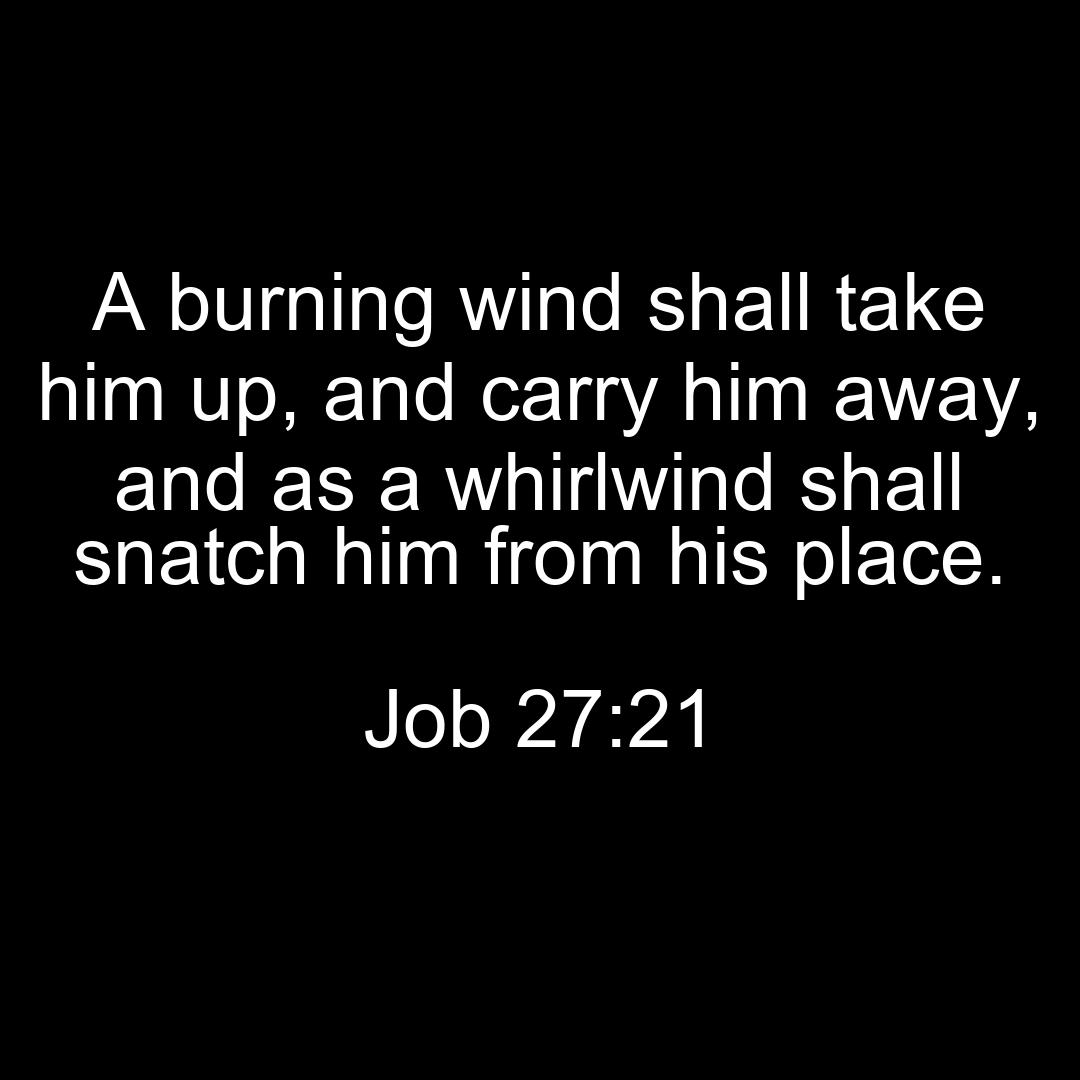 A burning wind shall take
him up, and carry him away,
and as a whirlwind shall
snatch him from his place.
Job 27:21